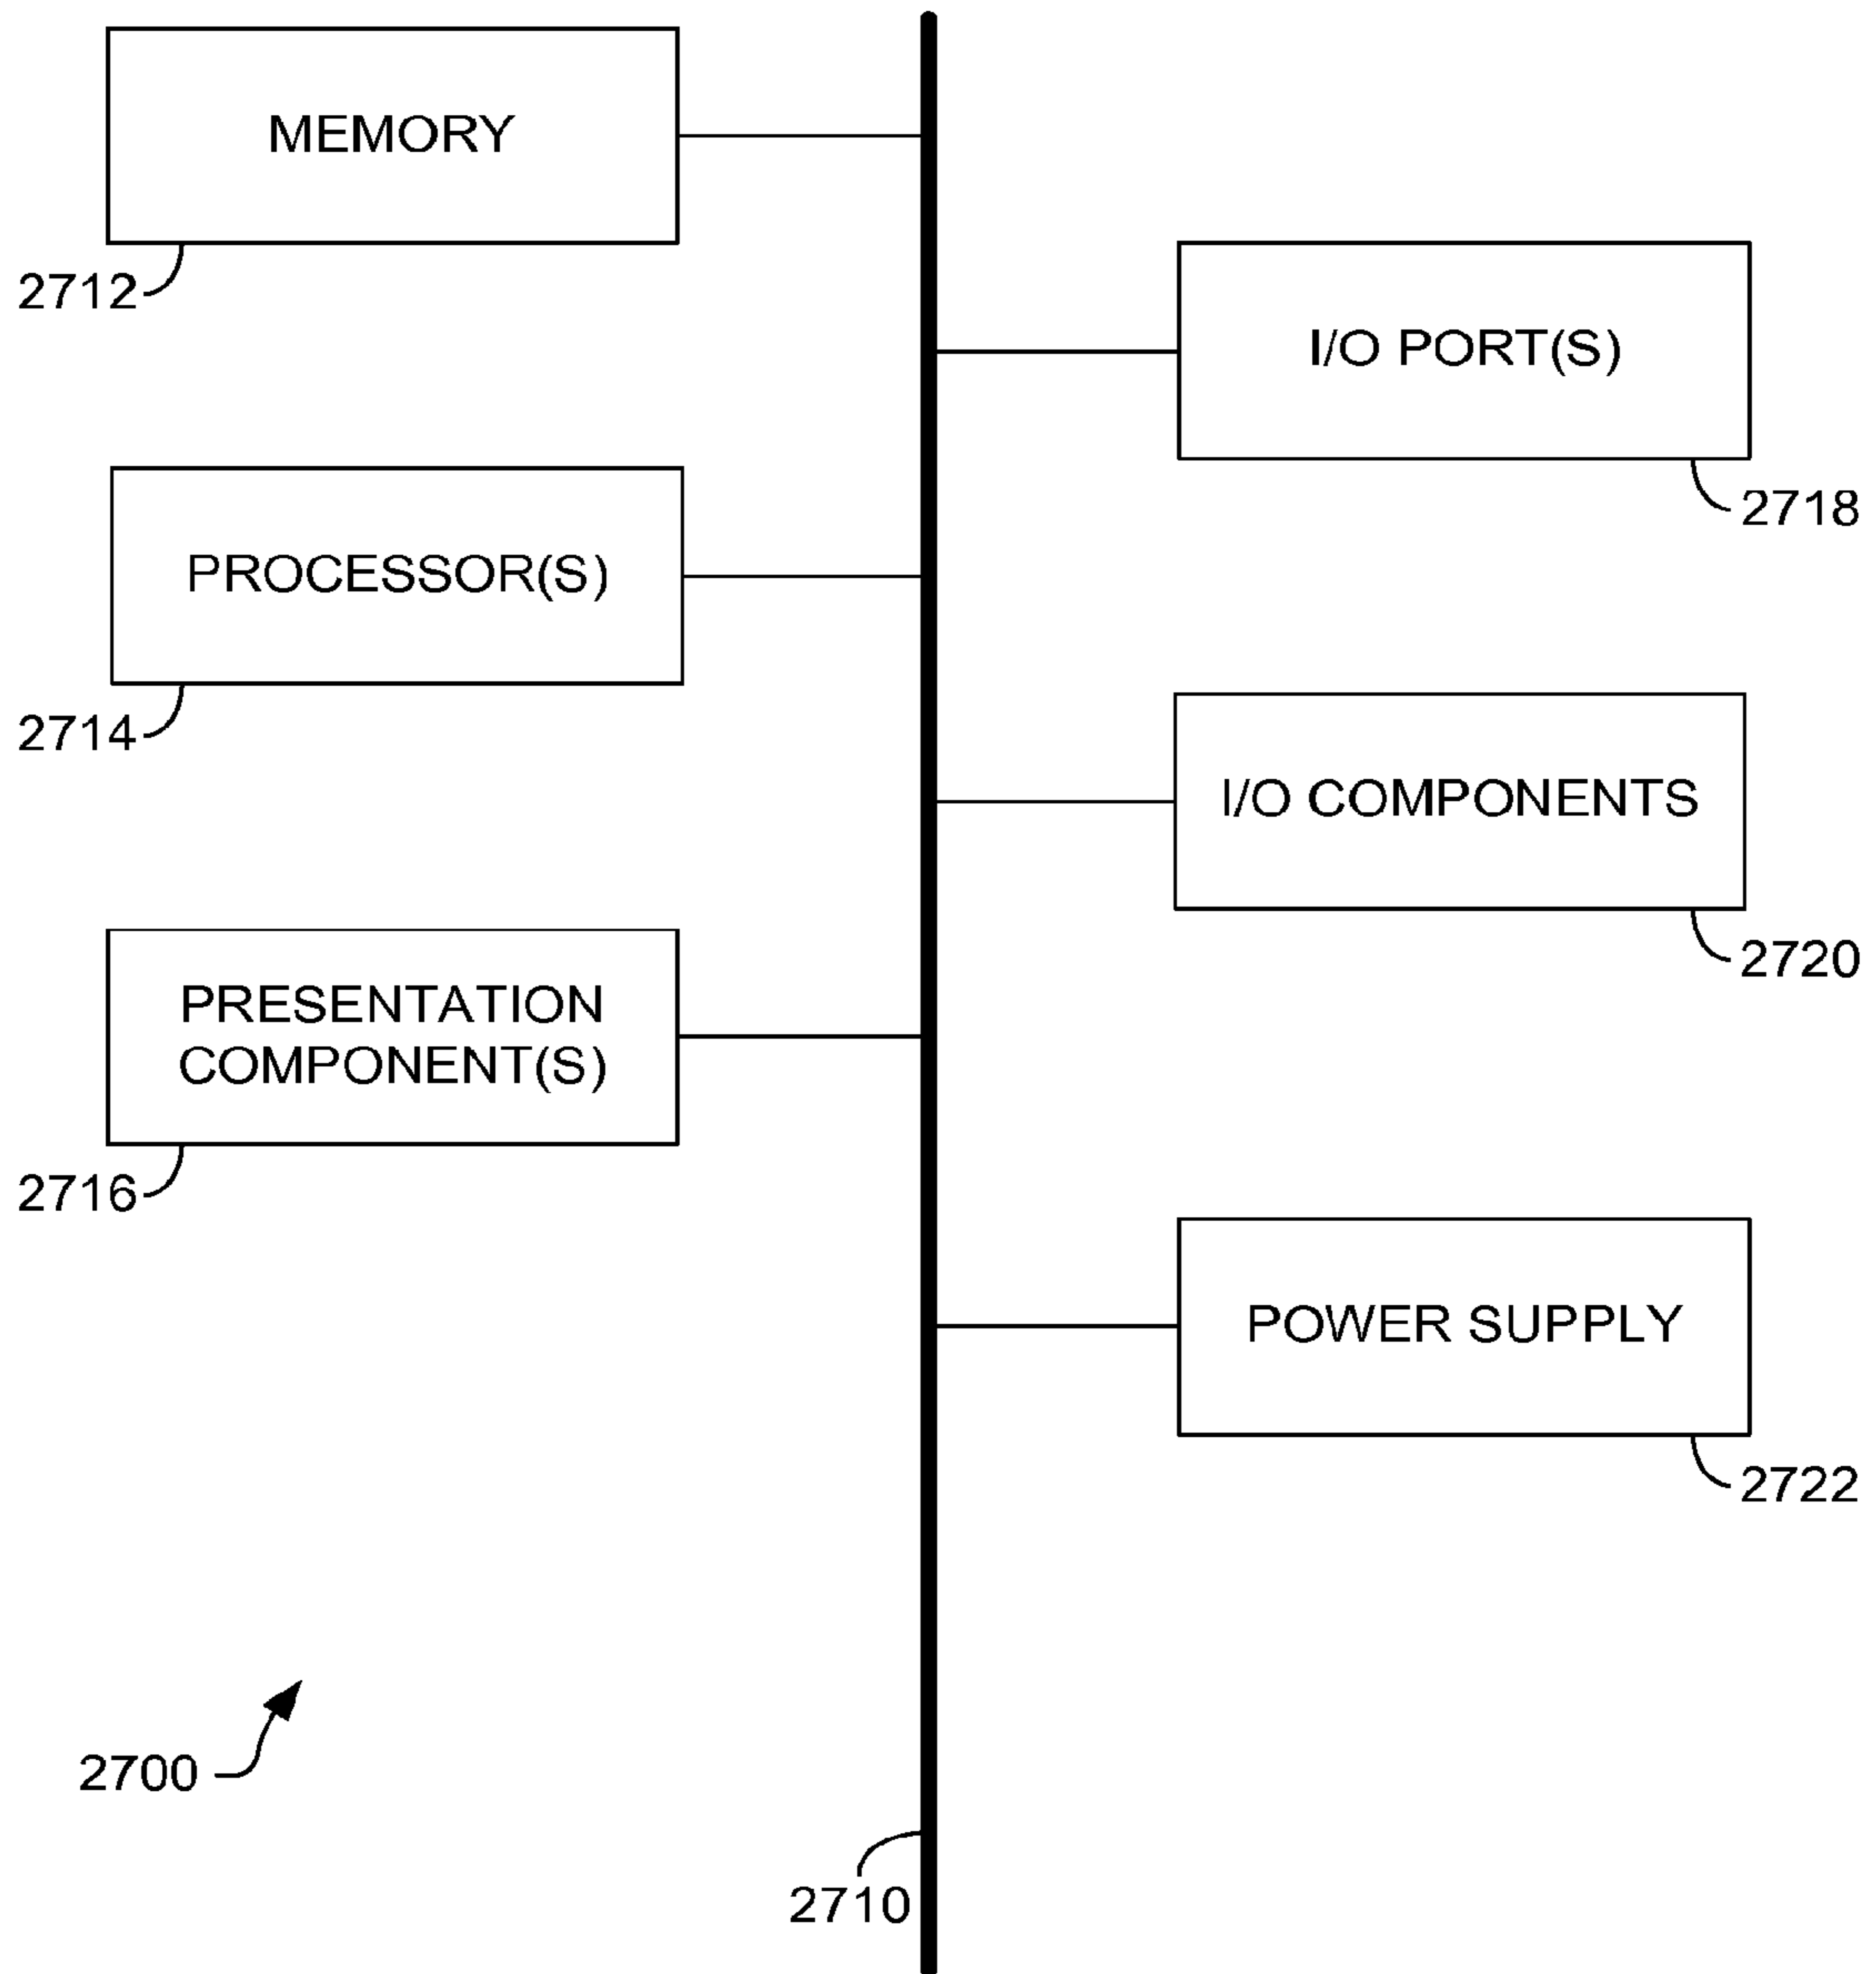 MEMORY
2712
I/O PORT(S)
2718
PROCESSOR(S)
2714
I/O COMPONENTS
2720
PRESENTATION
COMPONENT(S)
2716
POWER SUPPLY
2722
2700
2710